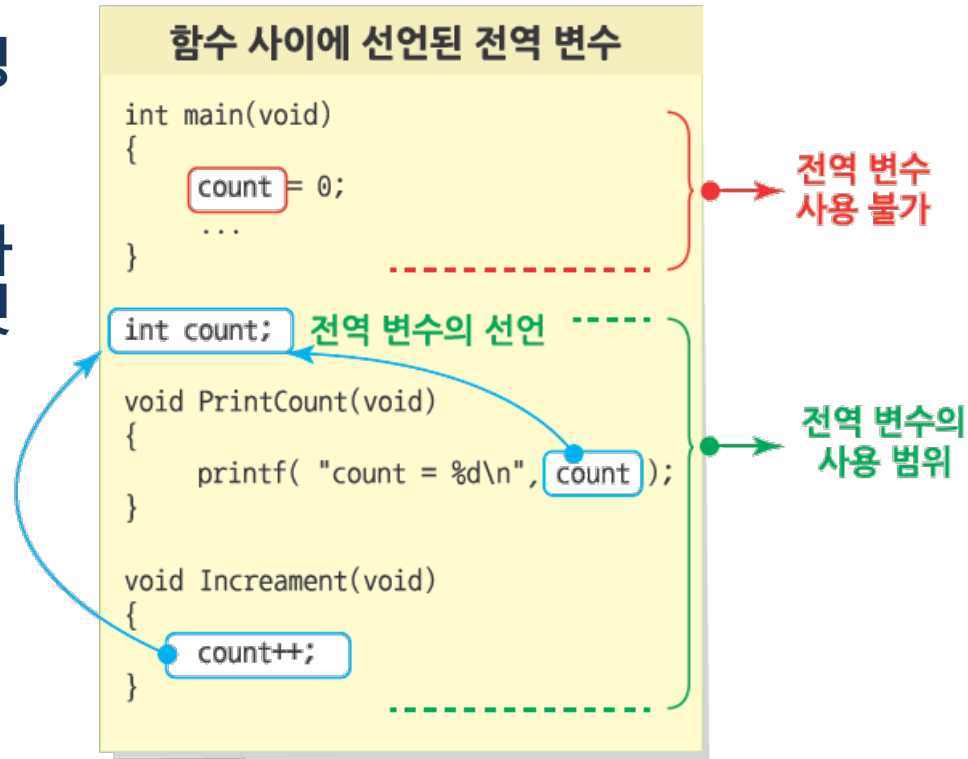 함수 사이에 선언된 전역 변수
int main(void)
{
count = 0;
...
}
전역 변수
사용 불가
int count; 전역 변수의 선언
void PrintCount(void)
{
printf( "count = %d\n", count );
}
전역 변수의
사용 범위
void Increament(void)
{
count++;
}